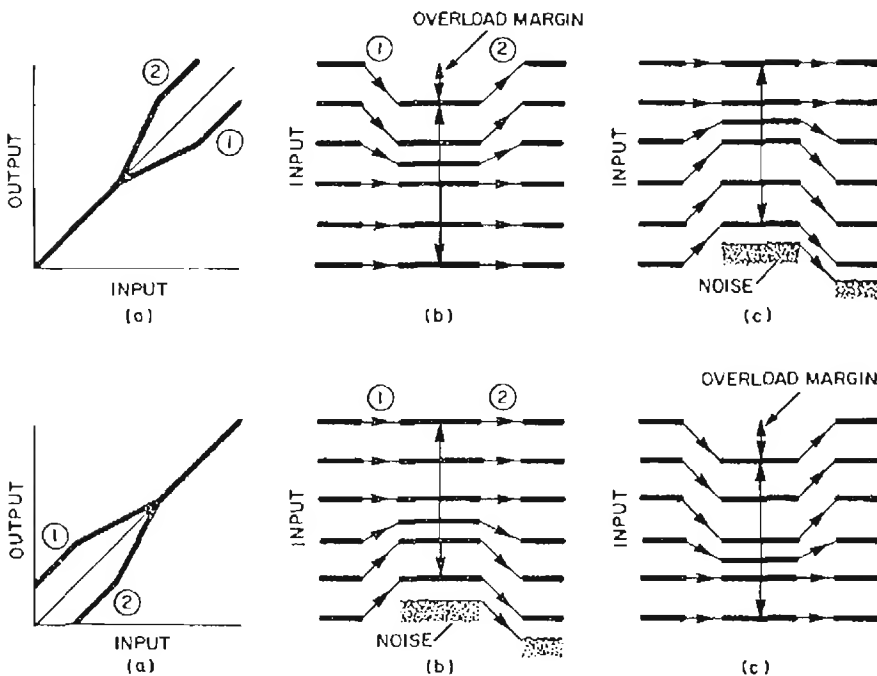 OVERLOAD MARGIN
① ②
②
①
OUTPUT
INPUT
INPUT
INPUT
NOISE
(a) (b) (c)
OVERLOAD MARGIN
① ②
①
②
OUTPUT
INPUT
INPUT
INPUT
NOISE
(a) (b) (c)